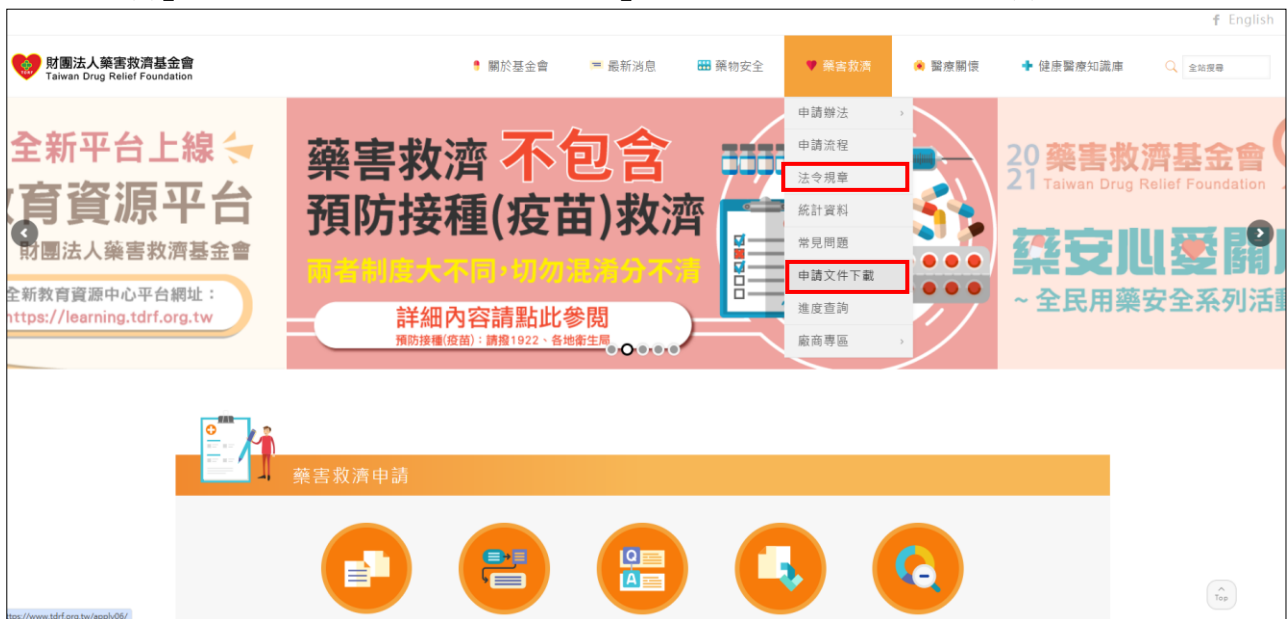 f English
財團法人藥害救濟基金會
Taiwan Drug Relief Foundation
關於基金會
最新消息
藥物安全
藥害救濟
醫療關懷
健康醫療知識庫
全站搜尋
申請辦法
申請流程
法令規章
統計資料
常見問題
申請文件下載
進度查詢
廠商專區
全新平台上線
育資源平台
財團法人藥害救濟基金會
全新教育資源中心平台網址：
https://learning.tdrf.org.tw
藥害救濟 不包含
預防接種(疫苗)救濟
兩者制度大不同，切勿混淆分不清
詳細內容請點此參閱
預防接種(疫苗)：請撥1922、各地衛生局
2021 藥害救濟基金會
Taiwan Drug Relief Foundation
藥安心愛關
~ 全民用藥安全系列活動
藥害救濟申請
Q
A
Top
https://www.tdrf.org.tw/apply06/